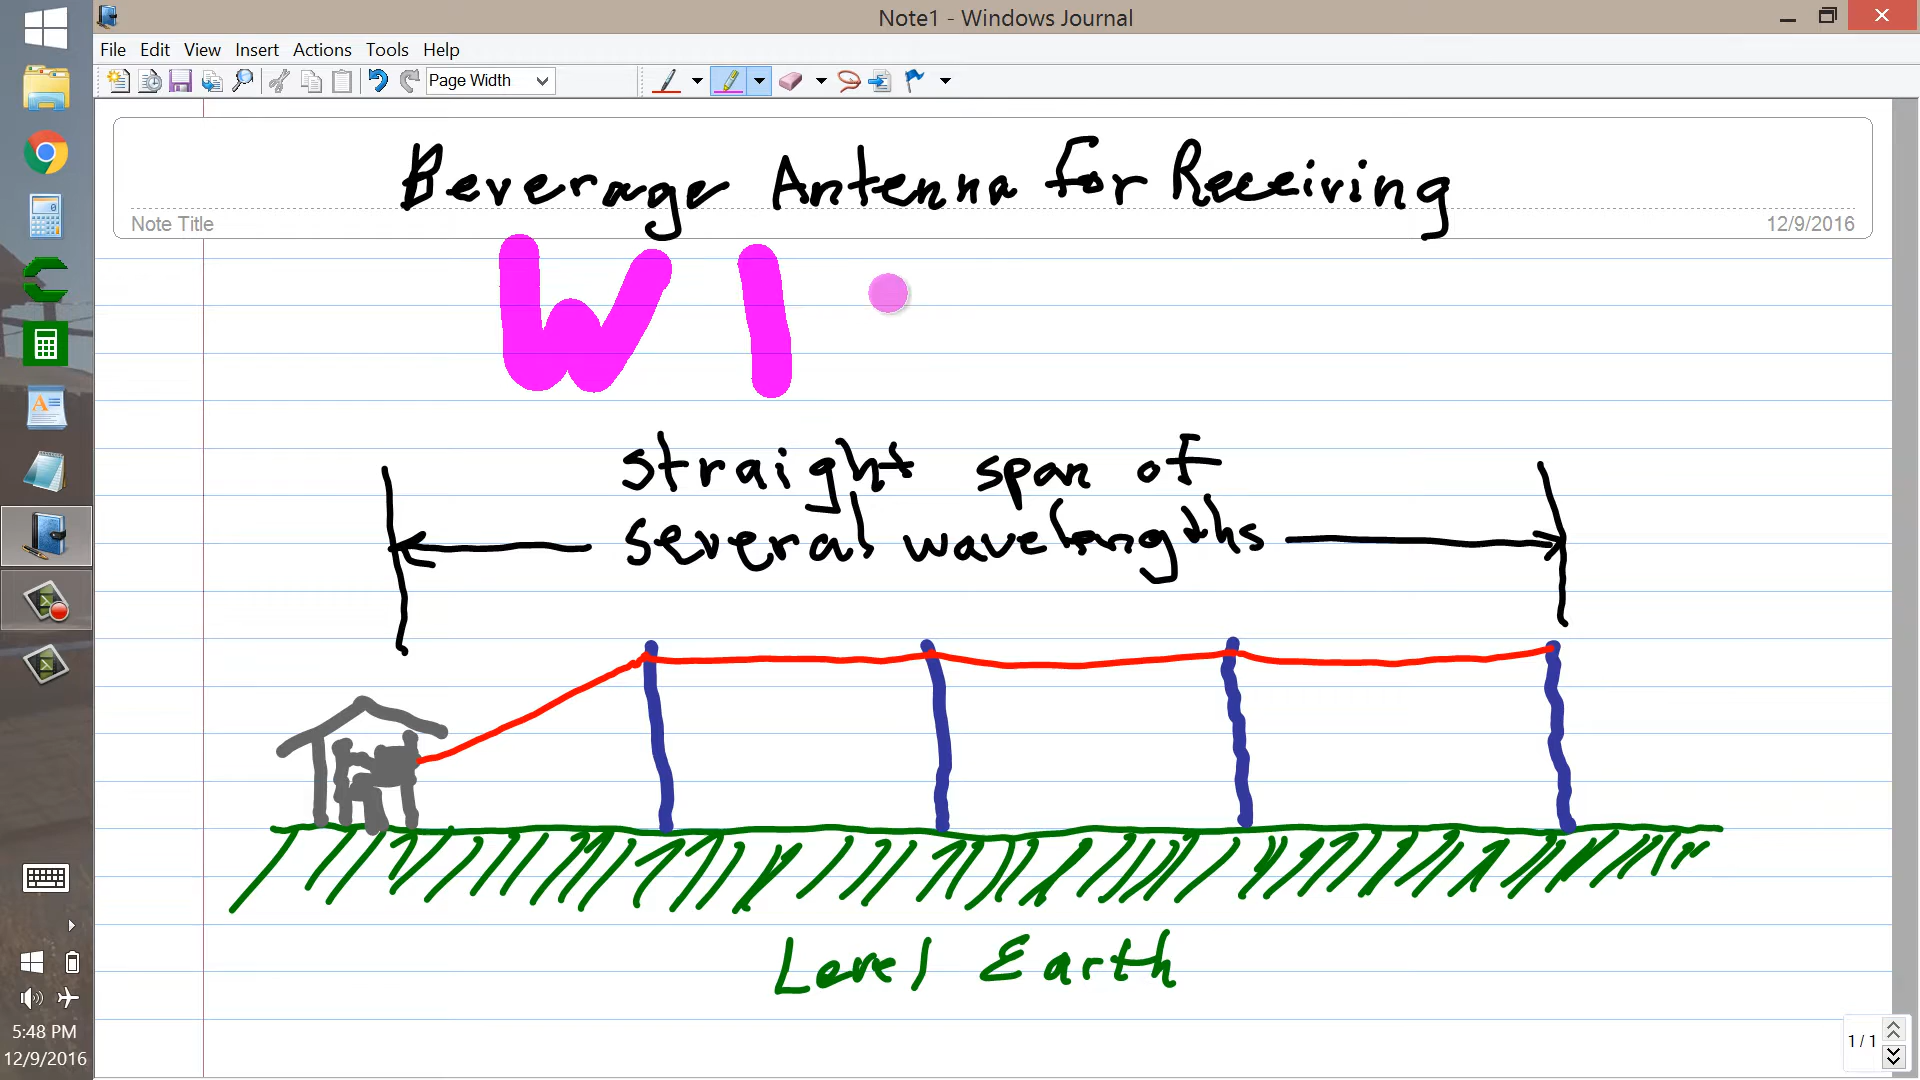 Note1 - Windows Journal
File Edit View Insert Actions Tools Help
Page Width
Beverage Antenna for Receiving
Note Title
12/9/2016
WI
straight span of
several wavelengths
Level Earth
5:48 PM
12/9/2016
1 / 1